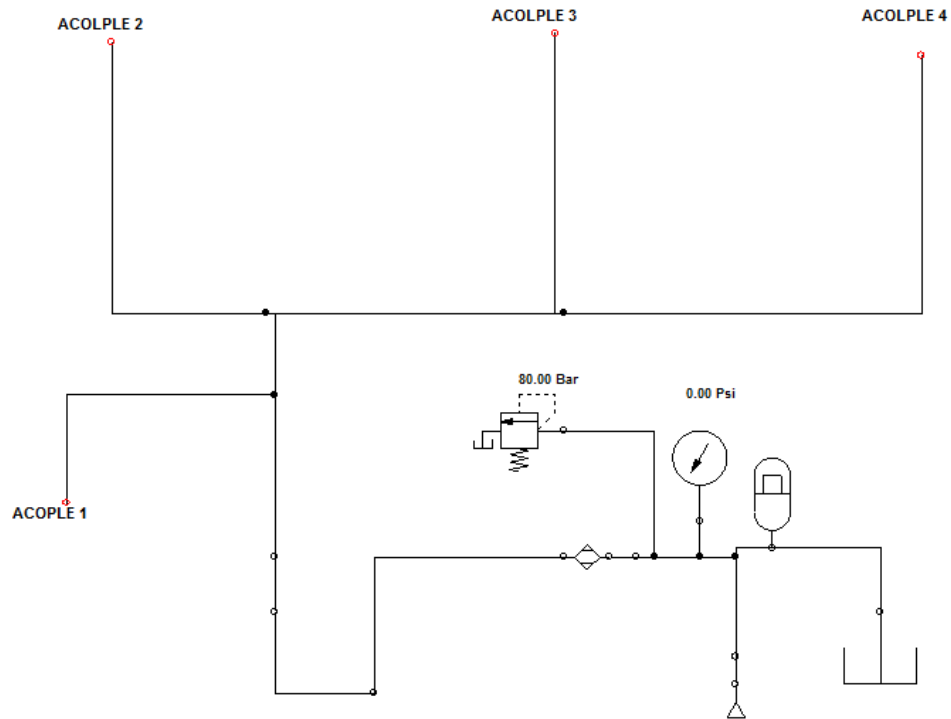 ACOLPLE 2
ACOLPLE 3
ACOLPLE 4
80.00 Bar
0.00 Psi
ACOPLE 1